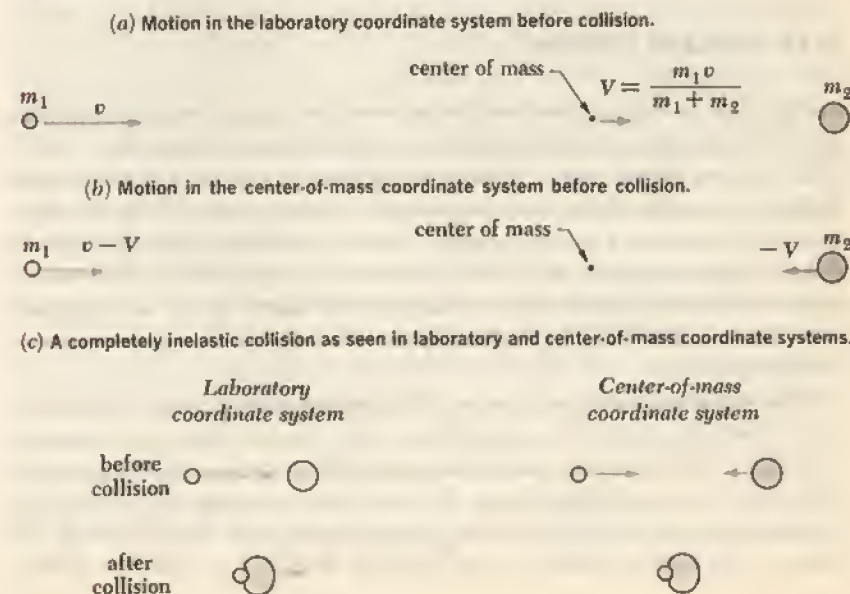 (a) Motion in the laboratory coordinate system before collision.
center of mass
V = m₁v / m₁ + m₂
m₁
v
m₂
(b) Motion in the center-of-mass coordinate system before collision.
center of mass
m₁ v − V
− V m₂
(c) A completely inelastic collision as seen in laboratory and center-of-mass coordinate systems.
Laboratory
coordinate system
Center-of-mass
coordinate system
before
collision
after
collision